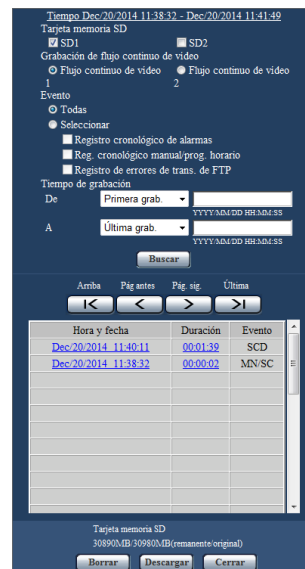 Tiempo Dec/20/2014 11:38:32 - Dec/20/2014 11:41:49
Tarjeta memoria SD
SD1 SD2
Grabación de flujo continuo de video
Flujo continuo de video 1 Flujo continuo de video 2
Evento
Todas
Seleccionar
Registro cronológico de alarmas
Reg. cronológico manual/prog. horario
Registro de errores de trans. de FTP
Tiempo de grabación
De Primera grab.
YYYY/MM/DD HH:MM:SS
A Última grab.
YYYY/MM/DD HH:MM:SS
Buscar
Arriba Pág antes Pág. sig. Última
Hora y fecha Duración Evento
Dec/20/2014 11:40:11 00:01:39 SCD
Dec/20/2014 11:38:32 00:00:02 MN/SC
Tarjeta memoria SD
30890MB/30980MB(remanente/original)
Borrar Descargar Cerrar